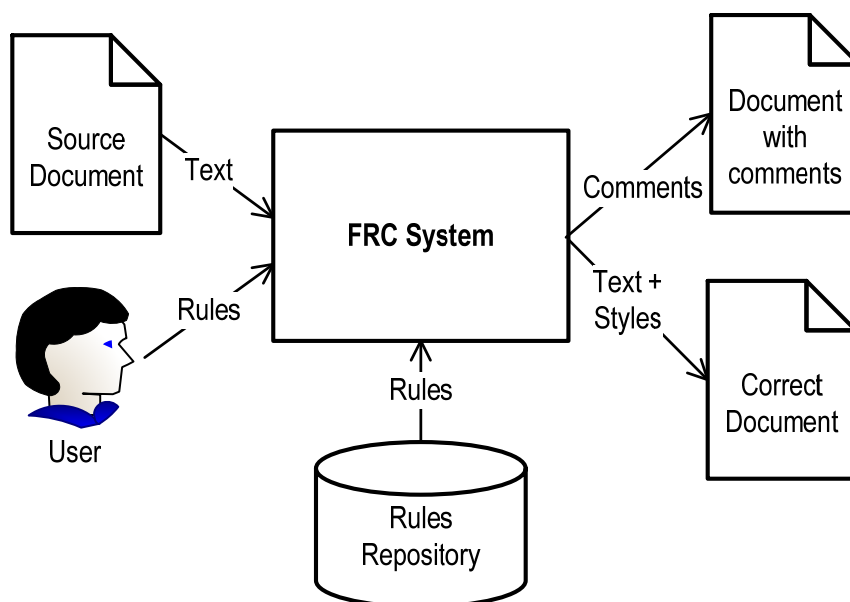 Source
Document
Text
User
Rules
FRC System
Rules
Rules
Repository
Comments
Document
with
comments
Text +
Styles
Correct
Document